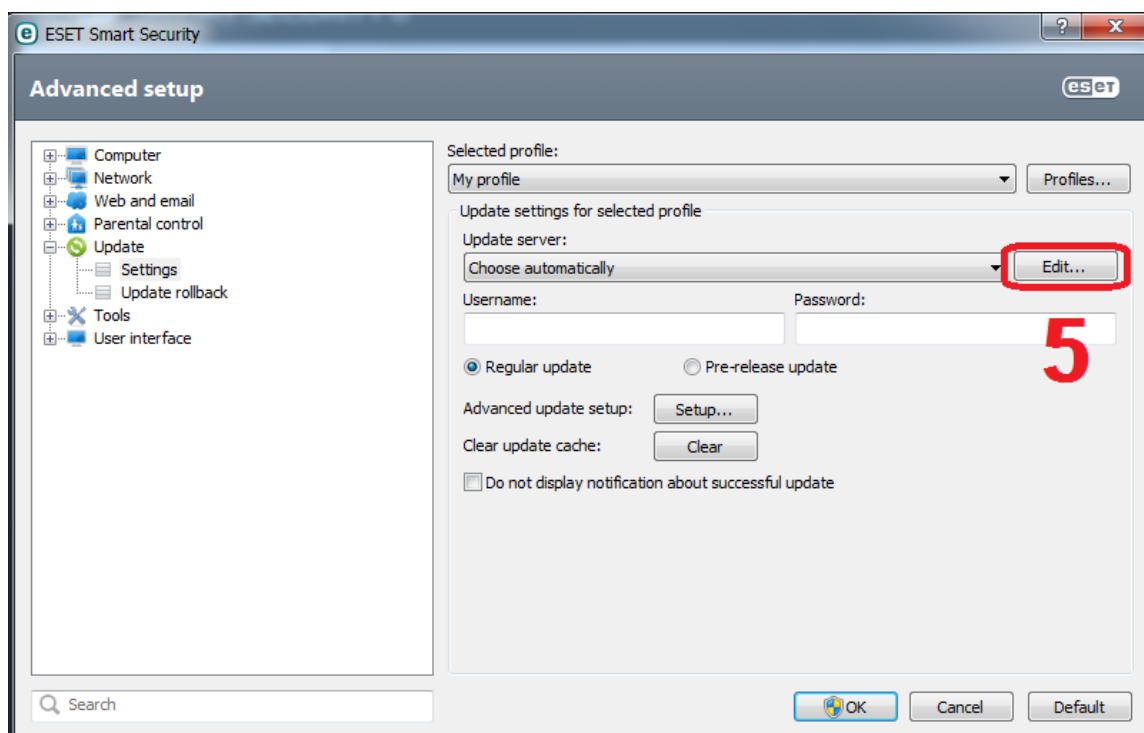 ESET Smart Security
Advanced setup
eset
Computer
Network
Web and email
Parental control
Update
Settings
Update rollback
Tools
User interface
Search
Selected profile:
My profile
Profiles...
Update settings for selected profile
Update server:
Choose automatically
Edit...
Username:
Password:
5
Regular update
Pre-release update
Advanced update setup:
Setup...
Clear update cache:
Clear
Do not display notification about successful update
OK
Cancel
Default